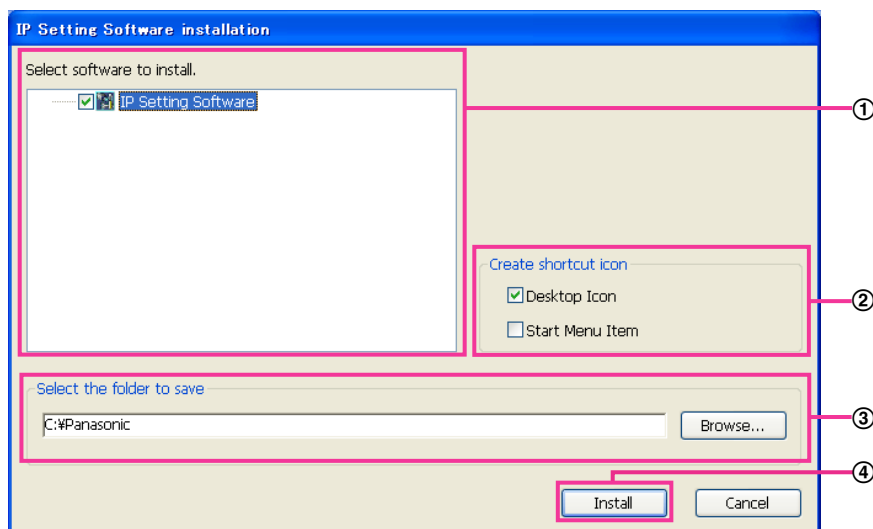 IP Setting Software installation
Select software to install.
IP Setting Software
①
Create shortcut icon
Desktop Icon
Start Menu Item
②
Select the folder to save
C:¥Panasonic
Browse...
③
④
Install
Cancel